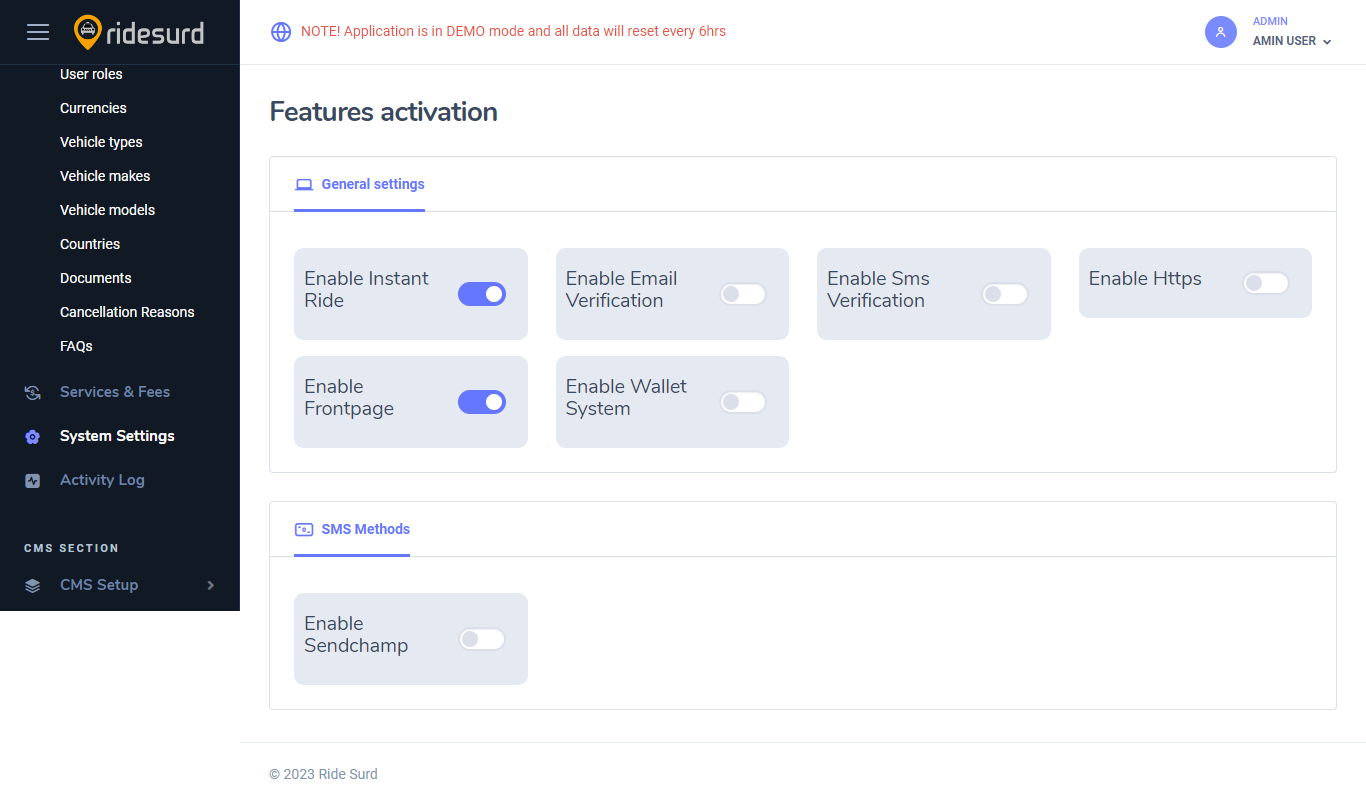 ridesurd
NOTE! Application is in DEMO mode and all data will reset every 6hrs
ADMIN
AMIN USER
User roles
Currencies
Vehicle types
Vehicle makes
Vehicle models
Countries
Documents
Cancellation Reasons
FAQs
Services & Fees
System Settings
Activity Log
CMS SECTION
CMS Setup
Features activation
General settings
Enable Instant
Ride
Enable Email
Verification
Enable Sms
Verification
Enable Https
Enable
Frontpage
Enable Wallet
System
SMS Methods
Enable
Sendchamp
© 2023 Ride Surd